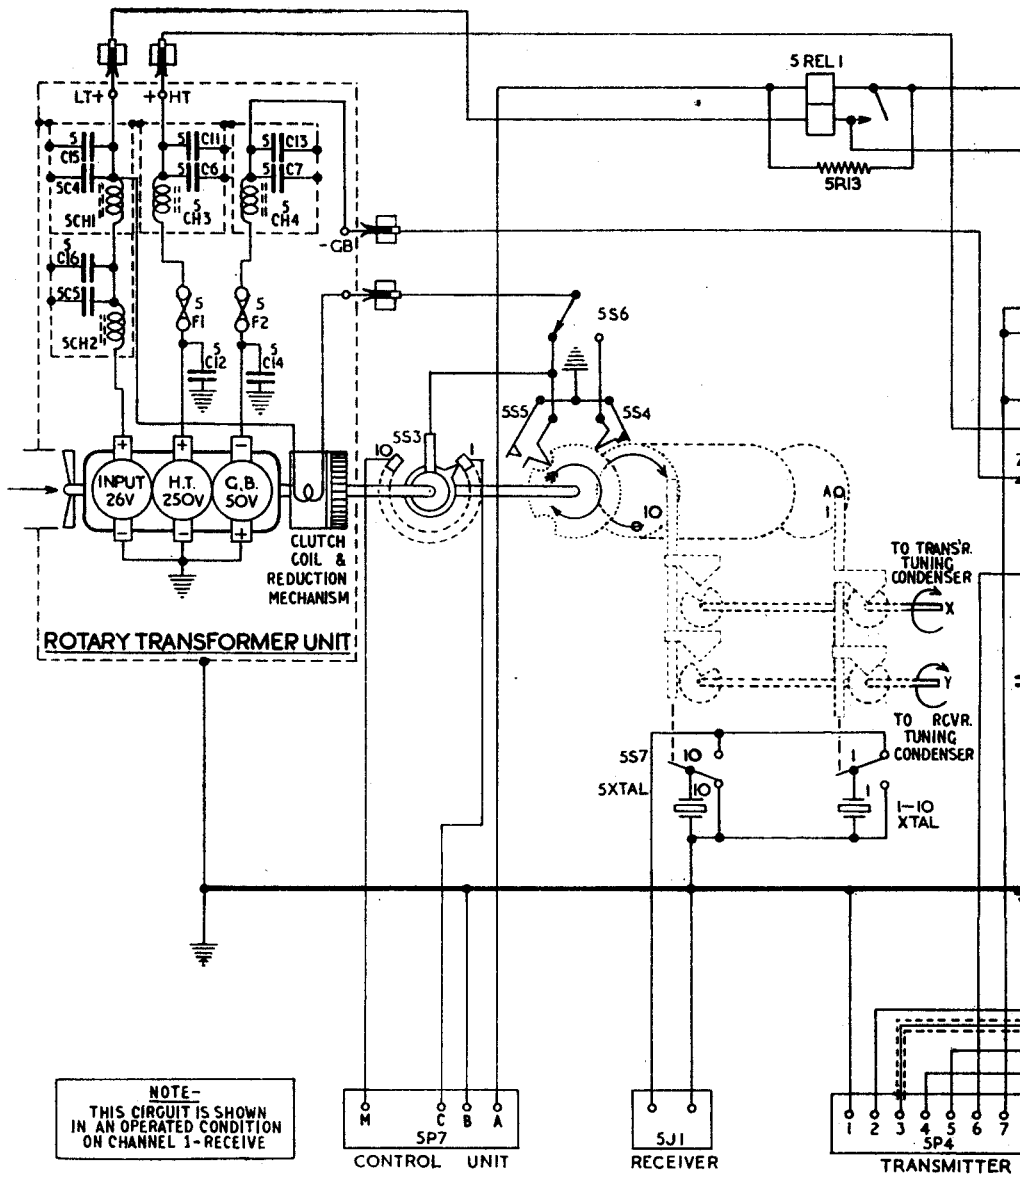 5 REL 1
LT+
+ HT
5
C15
5
C11
5
C13
5C4
5
C6
5
C7
5R13
5CH1
5
CH3
5
CH4
-GB
5
C16
5C5
5
F1
5
F2
5S6
5CH2
5
C12
5
C14
5S5
5S4
5S3
10
1
+
+
-
INPUT
26V
H.T.
250V
G.B.
50V
A
1
10
-
-
+
CLUTCH
COIL &
REDUCTION
MECHANISM
TO TRANS'R.
TUNING
CONDENSER
X
ROTARY TRANSFORMER UNIT
Y
TO RCVR.
TUNING
CONDENSER
5S7
10
1
5XTAL
10
1
1-10
XTAL
NOTE-
THIS CIRCUIT IS SHOWN
IN AN OPERATED CONDITION
ON CHANNEL 1-RECEIVE
M C B A
5P7
CONTROL UNIT
5J1
RECEIVER
1 2 3 4 5 6 7
5P4
TRANSMITTER